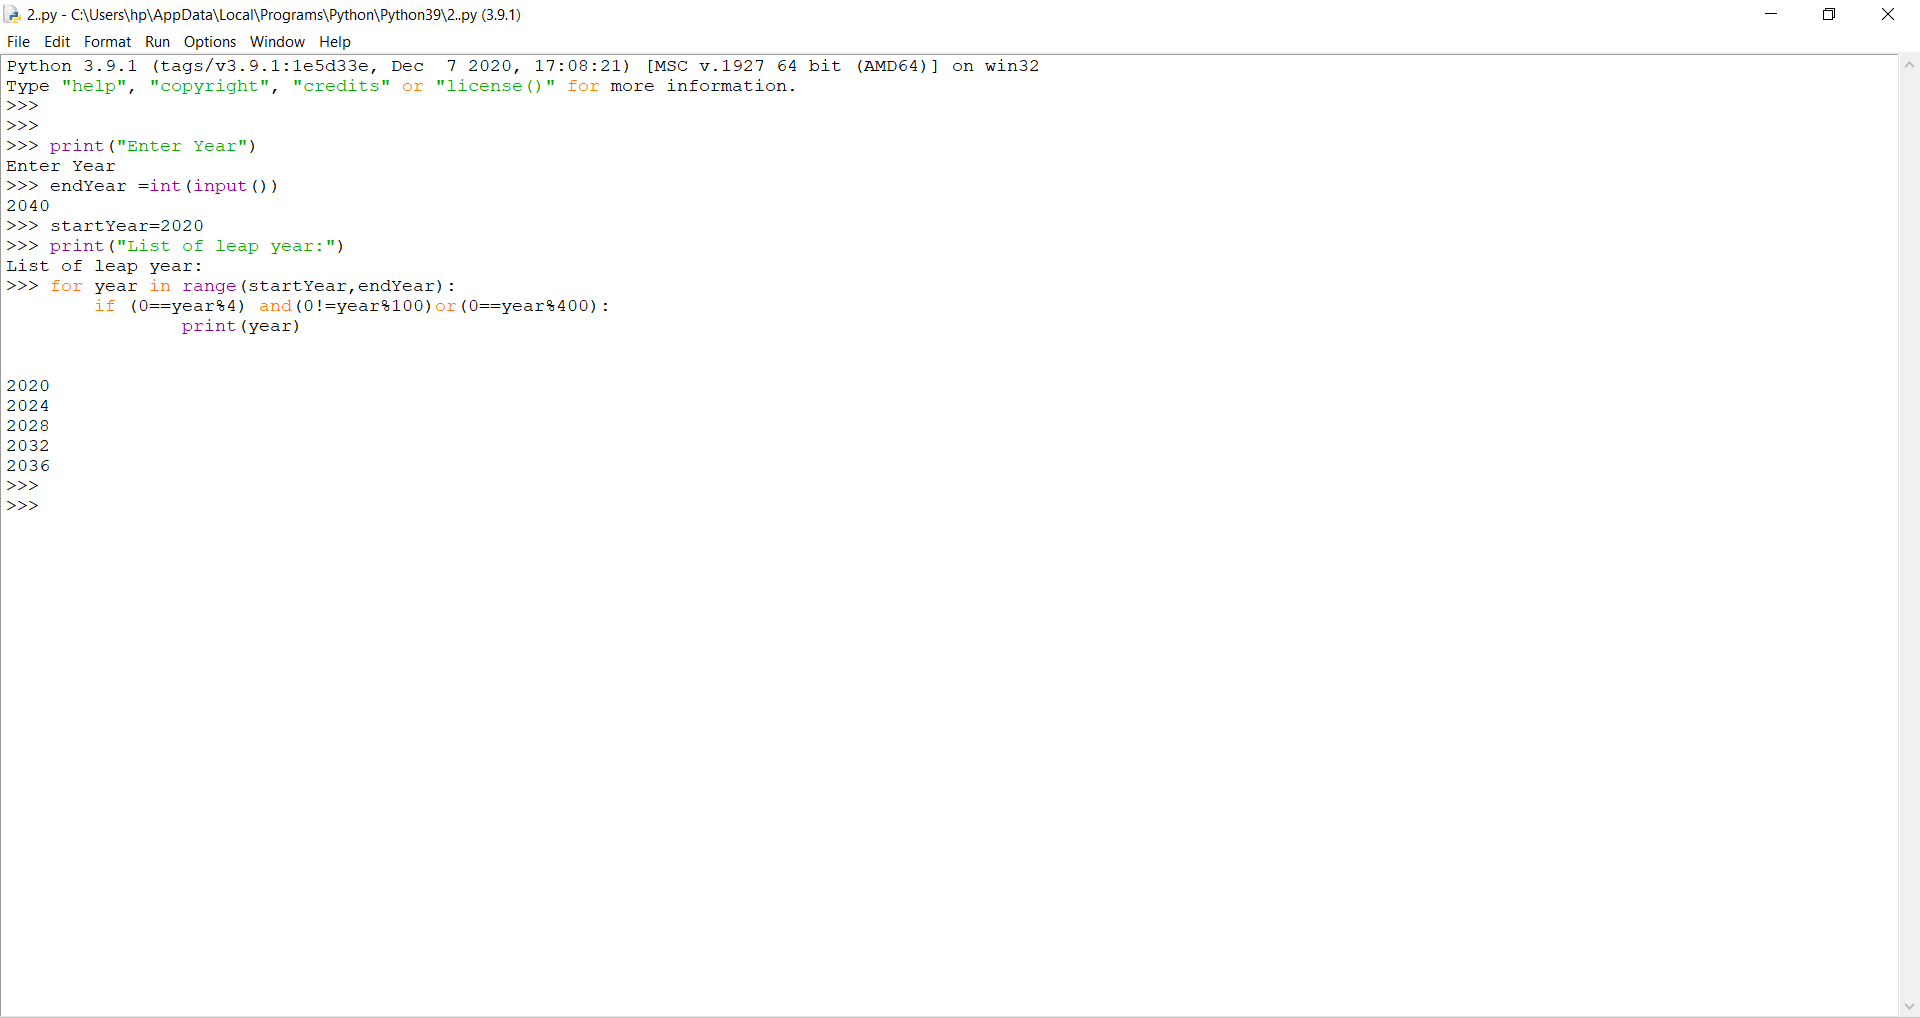 2..py - C:\Users\hp\AppData\Local\Programs\Python\Python39\2..py (3.9.1)
File Edit Format Run Options Window Help
Python 3.9.1 (tags/v3.9.1:1e5d33e, Dec  7 2020, 17:08:21) [MSC v.1927 64 bit (AMD64)] on win32
Type "help", "copyright", "credits" or "license()" for more information.
>>>
>>>
>>> print("Enter Year")
Enter Year
>>> endYear =int(input())
2040
>>> startYear=2020
>>> print("List of leap year:")
List of leap year:
>>> for year in range(startYear,endYear):
        if (0==year%4) and(0!=year%100)or(0==year%400):
                print(year)
2020
2024
2028
2032
2036
>>>
>>>